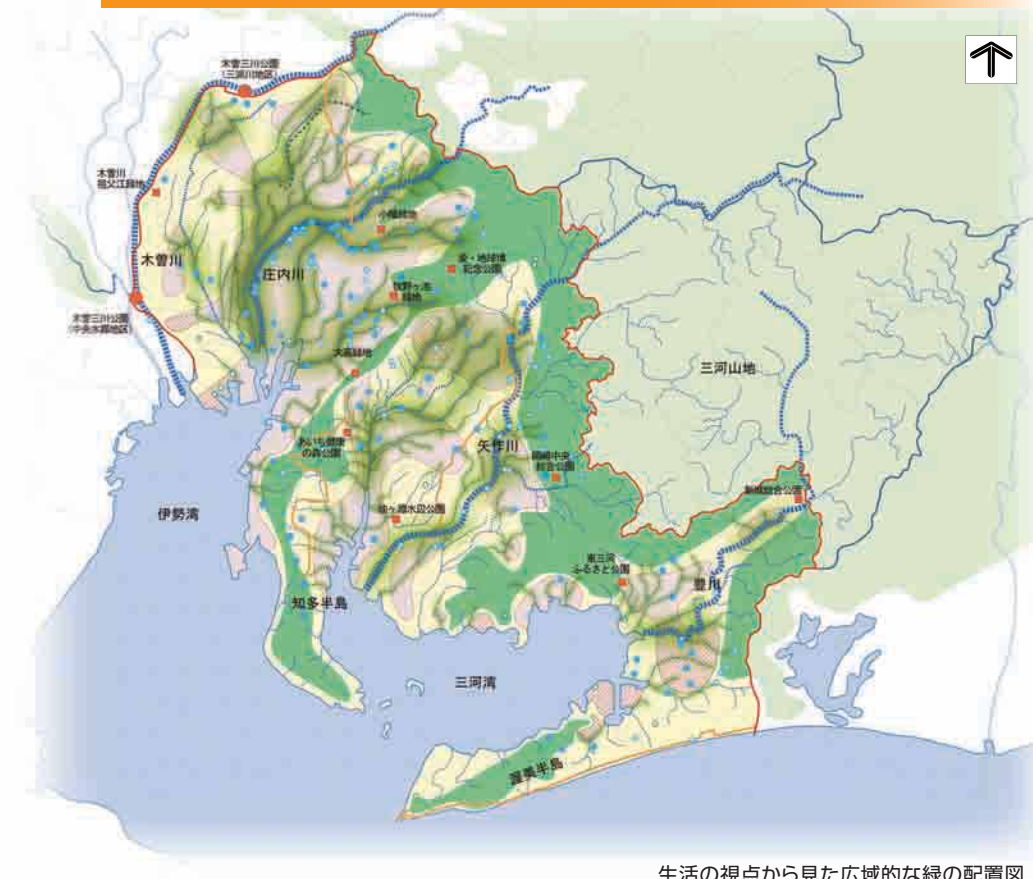 木曽三川公園
(三派川地区)
木曽川
祖父江緑地
小幡緑地
木曽川
庄内川
愛・地球博
記念公園
牧野ヶ池
緑地
木曽三川公園
(中央水郷地区)
大高緑地
三河山地
あいち健康
の森公園
矢作川
岡崎中央
総合公園
新城総合公園
伊勢湾
油ヶ淵水辺公園
東三河
ふるさと公園
豊川
知多半島
三河湾
渥美半島
生活の視点から見た広域的な緑の配置図